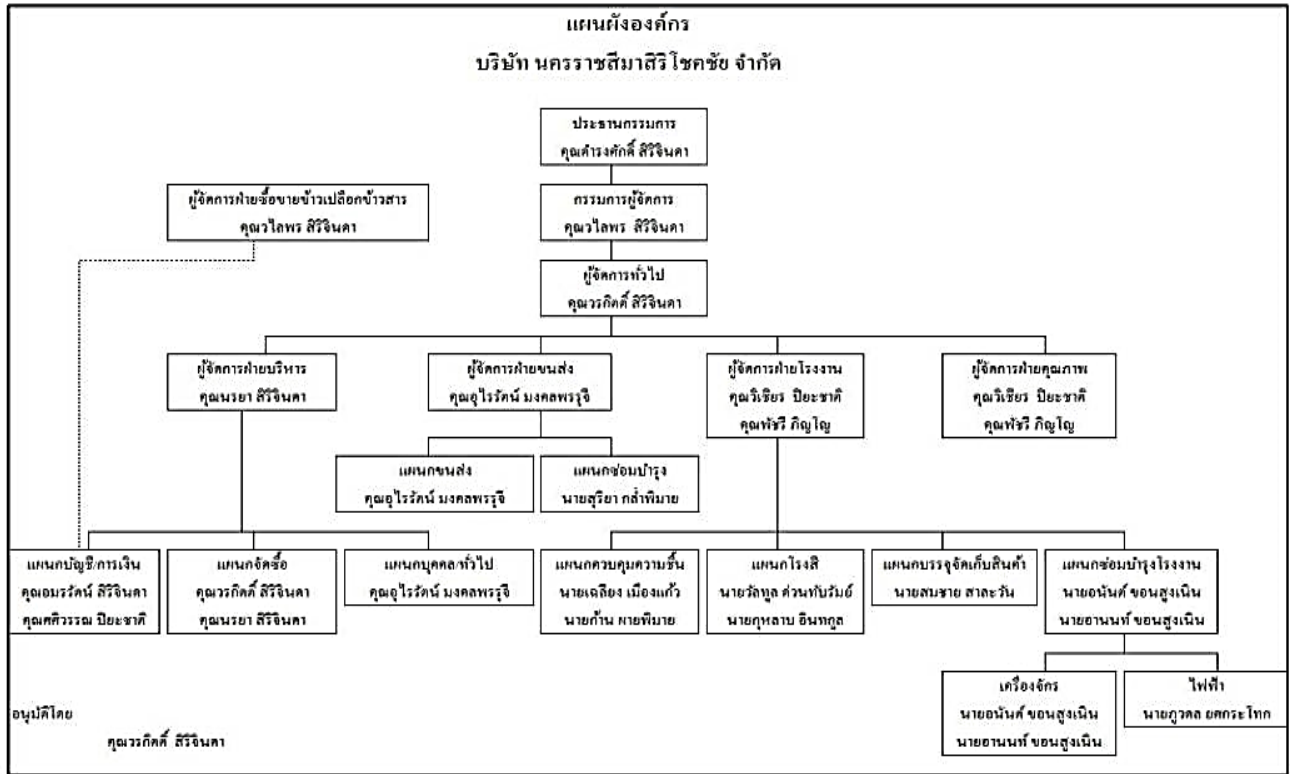 แผนผังองค์กร
บริษัท นครราชสีมาสิริโชคชัย จำกัด
ประธานกรรมการ
คุณดำรงศักดิ์ สิริจินดา
ผู้จัดการฝ่ายซื้อขายข้าวเปลือกข้าวสาร
คุณวไลพร สิริจินดา
กรรมการผู้จัดการ
คุณวไลพร สิริจินดา
ผู้จัดการทั่วไป
คุณวรกิตติ์ สิริจินดา
ผู้จัดการฝ่ายบริหาร
คุณนรยา สิริจินดา
ผู้จัดการฝ่ายขนส่ง
คุณอุไรรัตน์ มงคลพรรุจี
ผู้จัดการฝ่ายโรงงาน
คุณวิเชียร ปิยะชาติ
คุณพัชรี ภิญโญ
ผู้จัดการฝ่ายคุณภาพ
คุณวิเชียร ปิยะชาติ
คุณพัชรี ภิญโญ
แผนกขนส่ง
คุณอุไรรัตน์ มงคลพรรุจี
แผนกซ่อมบำรุง
นายสุริยา กล่ำพิมาย
แผนกบัญชี/การเงิน
คุณอมรรัตน์ สิริจินดา
คุณศศิวรรณ ปิยะชาติ
แผนกจัดซื้อ
คุณวรกิตติ์ สิริจินดา
คุณนรยา สิริจินดา
แผนกบุคคล/ทั่วไป
คุณอุไรรัตน์ มงคลพรรุจี
แผนกควบคุมความชื้น
นายเฉลียง เมืองแก้ว
นายก้าน ผายพิมาย
แผนกโรงสี
นายวัลทูล ด่วนทับรัมย์
นายกุหลาบ อินทกูล
แผนกบรรจุจัดเก็บสินค้า
นายสมชาย สาละวัน
แผนกซ่อมบำรุงโรงงาน
นายอนันต์ ขอนสูงเนิน
นายอานนท์ ขอนสูงเนิน
เครื่องจักร
นายอนันต์ ขอนสูงเนิน
นายอานนท์ ขอนสูงเนิน
ไฟฟ้า
นายภูวดล ยศกระโทก
อนุมัติโดย
คุณวรกิตติ์ สิริจินดา